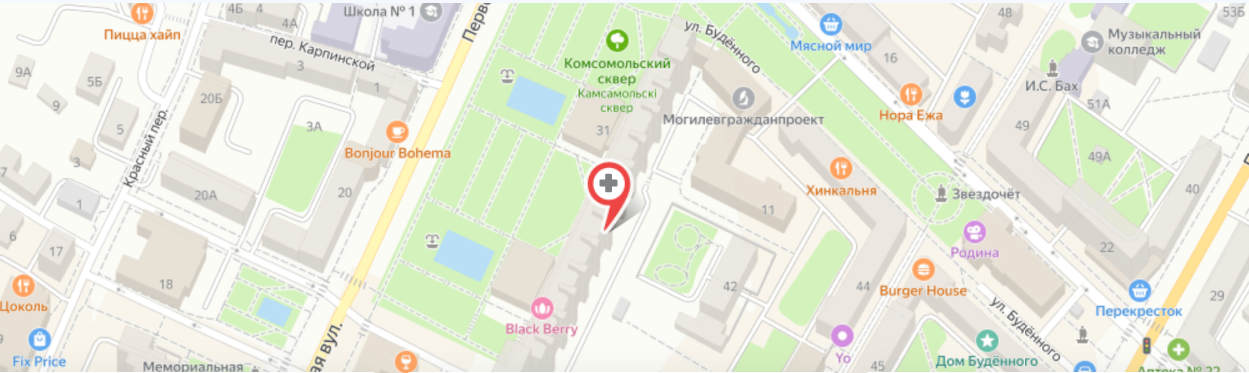 4Б
4
Школа № 1
4А
Перво
Пицца хайп
пер. Карпинской
3
1
9А
5Б
9
20Б
5
3А
3
Красный пер.
Bonjour Bohema
20А
20
1
6
17
18
Цоколь
Fix Price
Мемориальная
ая вул.
Комсомольский
сквер
Камсамольскі
сквер
31
Black Berry
ул. Будённого
Могилевгражданпроект
11
42
Мясной мир
16
Нора Ежа
Хинкальня
Звездочёт
Родина
44
Burger House
Yo
45
ул. Будённого
Дом Будённого
48
53Б
Музыкальный
колледж
И.С. Бах
51А
49
49А
40
22
Перекресток
29
Аптека № 22